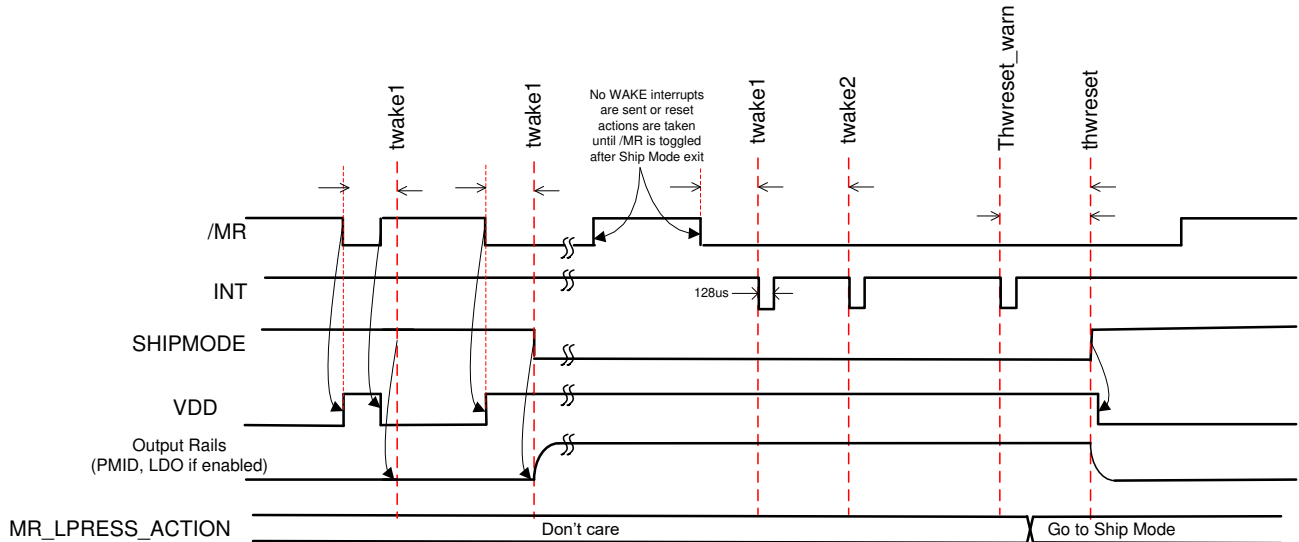 twake1
twake1
No WAKE interrupts
are sent or reset
actions are taken
until /MR is toggled
after Ship Mode exit
twake1
twake2
Thwreset_warn
thwreset
/MR
INT
128us
SHIPMODE
VDD
Output Rails
(PMID, LDO if enabled)
MR_LPRESS_ACTION
Don't care
Go to Ship Mode